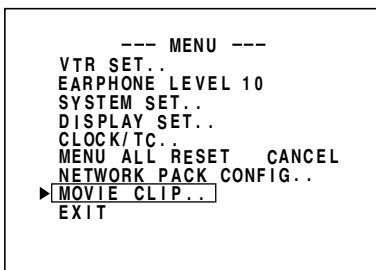 --- MENU ---
VTR SET..
EARPHONE LEVEL 10
SYSTEM SET..
DISPLAY SET..
CLOCK/TC..
MENU ALL RESET CANCEL
NETWORK PACK CONFIG..
▶MOVIE CLIP..
EXIT